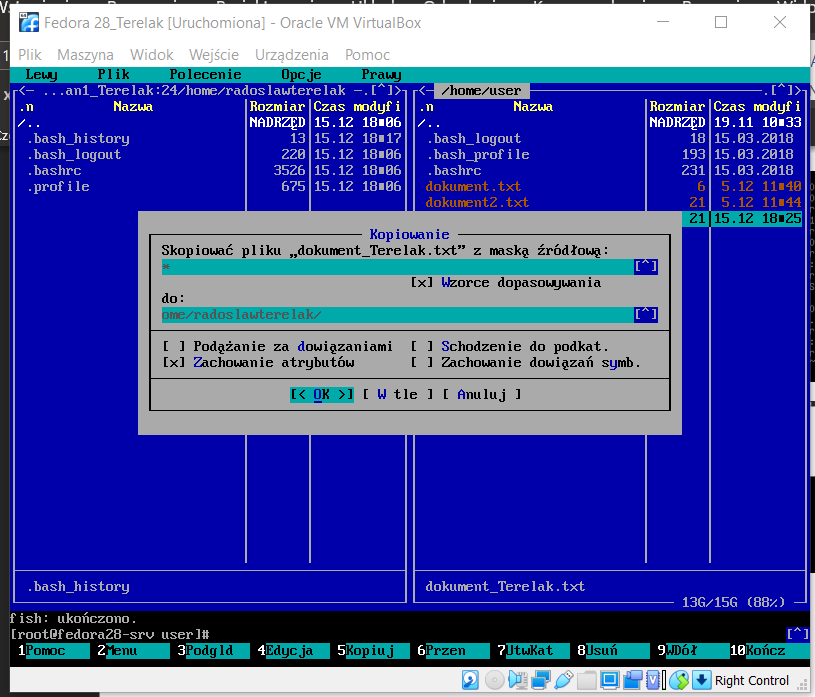 Fedora 28_Terelak [Uruchomiona] - Oracle VM VirtualBox
Plik Maszyna Widok Wejście Urządzenia Pomoc
Lewy Plik Polecenie Opcje Prawy
<─ ...an1_Terelak:24/home/radoslawterelak ─.[^]> <─ /home/user .[^]>
.n Nazwa Rozmiar Czas modyfi .n Nazwa Rozmiar Czas modyfi
/.. NADRZĘD 15.12 18■06 /.. NADRZĘD 19.11 10■33
.bash_history 13 15.12 18■17 .bash_logout 18 15.03.2018
.bash_logout 220 15.12 18■06 .bash_profile 193 15.03.2018
.bashrc 3526 15.12 18■06 .bashrc 231 15.03.2018
.profile 675 15.12 18■06 dokument.txt 6 5.12 11■40
dokument2.txt 21 5.12 11■44
21 15.12 18■25
Kopiowanie
Skopiować pliku „dokument_Terelak.txt” z maską źródłową:
* [^]
[x] Wzorce dopasowywania
do:
ome/radoslawterelak/ [^]
[ ] Podążanie za dowiązaniami [ ] Schodzenie do podkat.
[x] Zachowanie atrybutów [ ] Zachowanie dowiązań symb.
[< OK >] [ W tle ] [ Anuluj ]
.bash_history dokument_Terelak.txt
13G/15G (88%)
fish: ukończono.
[root@fedora28-srv user]# [^]
1Pomoc 2Menu 3Podgld 4Edycja 5Kopiuj 6Przen 7UtwKat 8Usuń 9WDół 10Kończ
Right Control